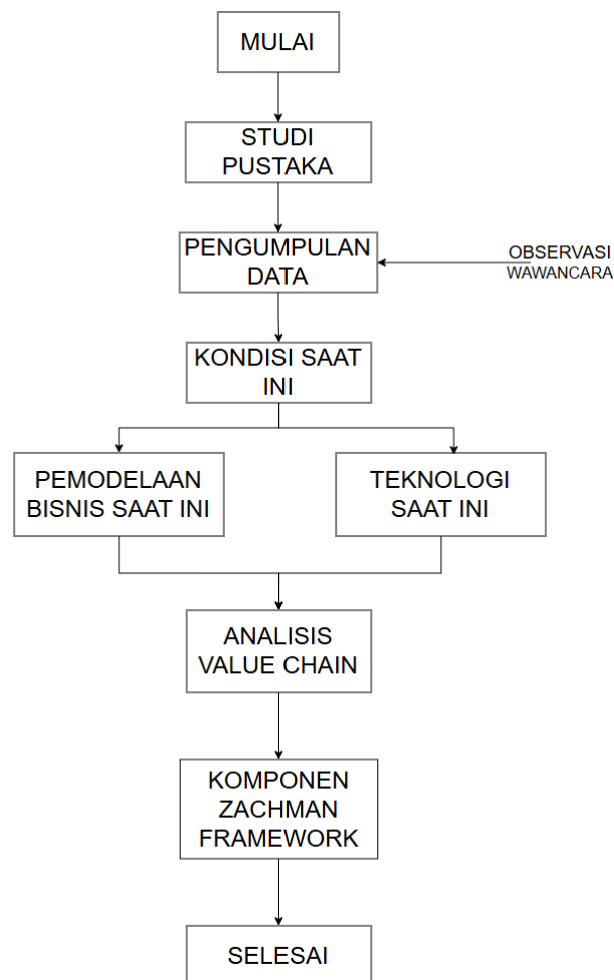 MULAI
STUDI
PUSTAKA
PENGUMPULAN
DATA
OBSERVASI
WAWANCARA
KONDISI SAAT
INI
PEMODELAAN
BISNIS SAAT INI
TEKNOLOGI
SAAT INI
ANALISIS
VALUE CHAIN
KOMPONEN
ZACHMAN
FRAMEWORK
SELESAI